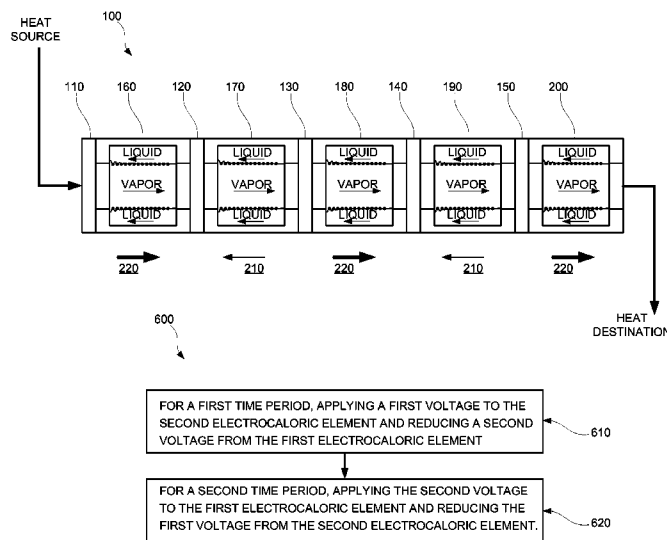 HEAT
SOURCE
100
110 160 120 170 130 180 140 190 150 200
LIQUID LIQUID LIQUID LIQUID LIQUID
VAPOR VAPOR VAPOR VAPOR VAPOR
LIQUID LIQUID LIQUID LIQUID LIQUID
220 210 220 210 220
HEAT
DESTINATION
600
FOR A FIRST TIME PERIOD, APPLYING A FIRST VOLTAGE TO THE
SECOND ELECTROCALORIC ELEMENT AND REDUCING A SECOND
VOLTAGE FROM THE FIRST ELECTROCALORIC ELEMENT
610
FOR A SECOND TIME PERIOD, APPLYING THE SECOND VOLTAGE
TO THE FIRST ELECTROCALORIC ELEMENT AND REDUCING THE
FIRST VOLTAGE FROM THE SECOND ELECTROCALORIC ELEMENT.
620